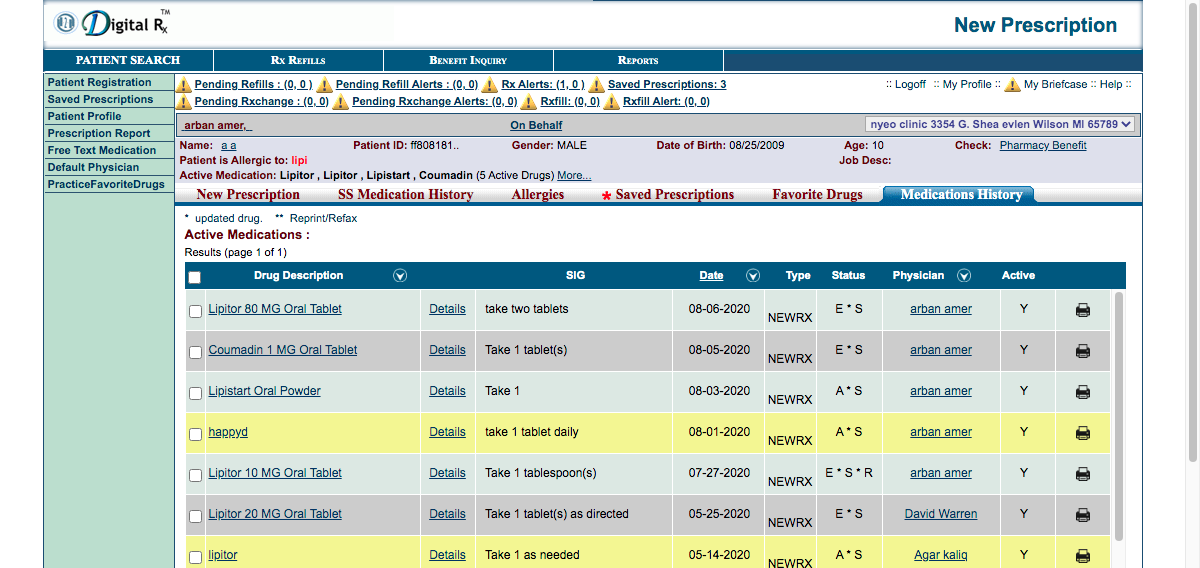 Digital Rx TM
New Prescription
PATIENT SEARCH RX REFILLS BENEFIT INQUIRY REPORTS
Patient Registration
Saved Prescriptions
Patient Profile
Prescription Report
Free Text Medication
Default Physician
PracticeFavoriteDrugs
Pending Refills : (0, 0 ) Pending Refill Alerts : (0, 0) Rx Alerts: (1, 0 ) Saved Prescriptions: 3 :: Logoff :: My Profile :: My Briefcase :: Help ::
Pending Rxchange : (0, 0) Pending Rxchange Alerts: (0, 0) Rxfill: (0, 0) Rxfill Alert: (0, 0)
arban amer, On Behalf nyeo clinic 3354 G. Shea evlen Wilson MI 65789
Name: a a Patient ID: ff808181.. Gender: MALE Date of Birth: 08/25/2009 Age: 10 Check: Pharmacy Benefit
Patient is Allergic to: lipi Job Desc:
Active Medication: Lipitor , Lipitor , Lipistart , Coumadin (5 Active Drugs) More...
New Prescription SS Medication History Allergies * Saved Prescriptions Favorite Drugs Medications History
* updated drug. ** Reprint/Refax
Active Medications :
Results (page 1 of 1)
Drug Description SIG Date Type Status Physician Active
Lipitor 80 MG Oral Tablet Details take two tablets 08-06-2020 NEWRX E * S arban amer Y
Coumadin 1 MG Oral Tablet Details Take 1 tablet(s) 08-05-2020 NEWRX E * S arban amer Y
Lipistart Oral Powder Details Take 1 08-03-2020 NEWRX A * S arban amer Y
happyd Details take 1 tablet daily 08-01-2020 NEWRX A * S arban amer Y
Lipitor 10 MG Oral Tablet Details Take 1 tablespoon(s) 07-27-2020 NEWRX E * S * R arban amer Y
Lipitor 20 MG Oral Tablet Details Take 1 tablet(s) as directed 05-25-2020 NEWRX E * S David Warren Y
lipitor Details Take 1 as needed 05-14-2020 NEWRX A * S Agar kaliq Y